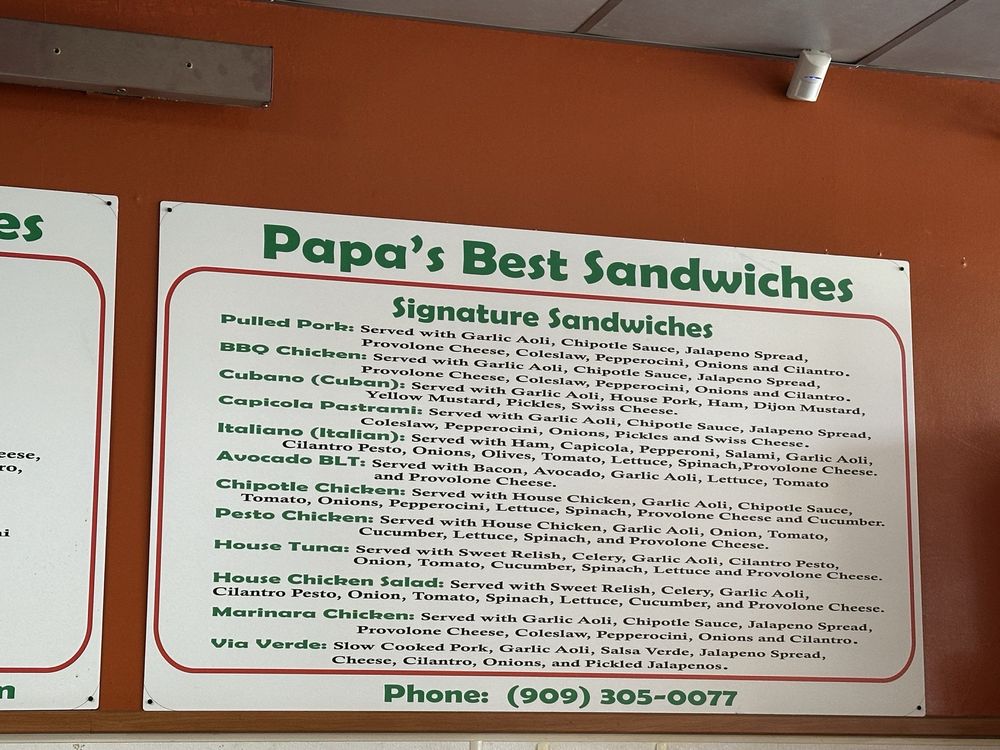 es
eese,
ro,
ni
n
Papa's Best Sandwiches
Signature Sandwiches
Pulled Pork: Served with Garlic Aoli, Chipotle Sauce, Jalapeno Spread,
Provolone Cheese, Coleslaw, Pepperocini, Onions and Cilantro.
BBQ Chicken: Served with Garlic Aoli, Chipotle Sauce, Jalapeno Spread,
Provolone Cheese, Coleslaw, Pepperocini, Onions and Cilantro.
Cubano (Cuban): Served with Garlic Aoli, House Pork, Ham, Dijon Mustard,
Yellow Mustard, Pickles, Swiss Cheese.
Capicola Pastrami: Served with Garlic Aoli, Chipotle Sauce, Jalapeno Spread,
Coleslaw, Pepperocini, Onions, Pickles and Swiss Cheese.
Italiano (Italian): Served with Ham, Capicola, Pepperoni, Salami, Garlic Aoli,
Cilantro Pesto, Onions, Olives, Tomato, Lettuce, Spinach,Provolone Cheese.
Avocado BLT: Served with Bacon, Avocado, Garlic Aoli, Lettuce, Tomato
and Provolone Cheese.
Chipotle Chicken: Served with House Chicken, Garlic Aoli, Chipotle Sauce,
Tomato, Onions, Pepperocini, Lettuce, Spinach, Provolone Cheese and Cucumber.
Pesto Chicken: Served with House Chicken, Garlic Aoli, Onion, Tomato,
Cucumber, Lettuce, Spinach, and Provolone Cheese.
House Tuna: Served with Sweet Relish, Celery, Garlic Aoli, Cilantro Pesto,
Onion, Tomato, Cucumber, Spinach, Lettuce and Provolone Cheese.
House Chicken Salad: Served with Sweet Relish, Celery, Garlic Aoli,
Cilantro Pesto, Onion, Tomato, Spinach, Lettuce, Cucumber, and Provolone Cheese.
Marinara Chicken: Served with Garlic Aoli, Chipotle Sauce, Jalapeno Spread,
Provolone Cheese, Coleslaw, Pepperocini, Onions and Cilantro.
Via Verde: Slow Cooked Pork, Garlic Aoli, Salsa Verde, Jalapeno Spread,
Cheese, Cilantro, Onions, and Pickled Jalapenos.
Phone: (909) 305-0077